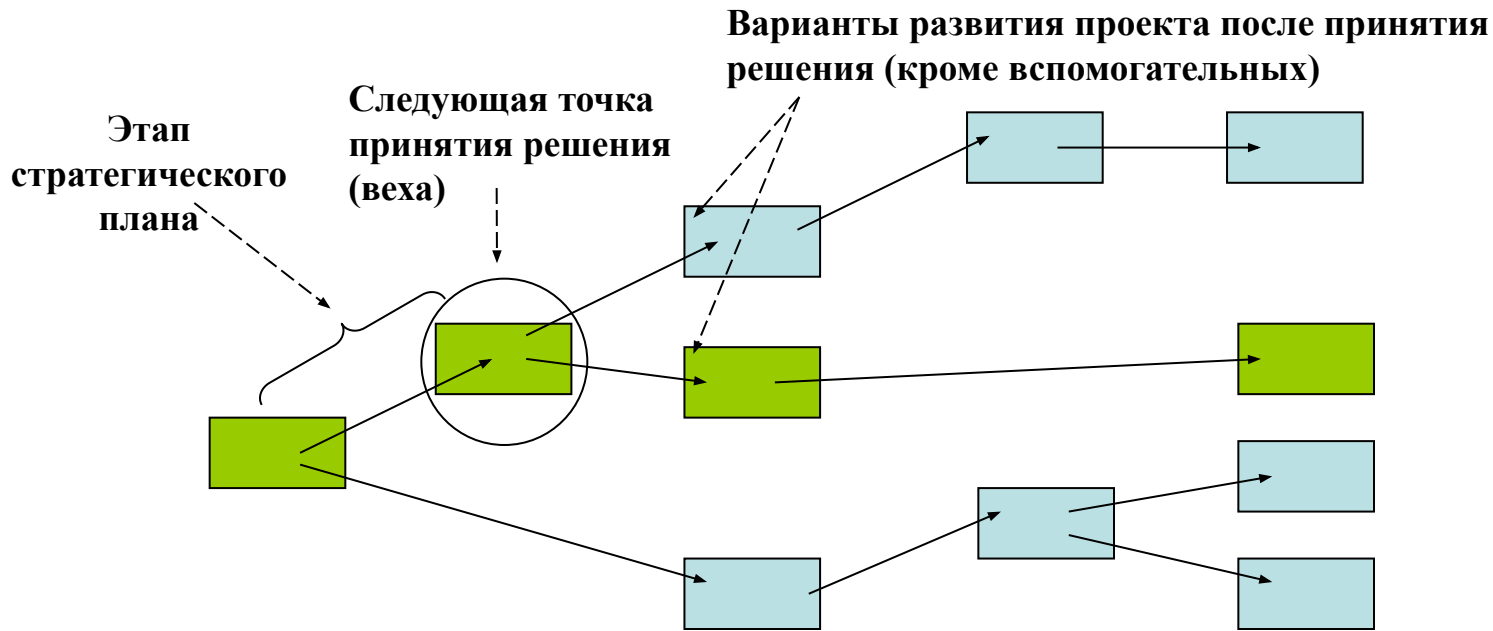 Варианты развития проекта после принятия
решения (кроме вспомогательных)
Следующая точка
принятия решения
(веха)
Этап
стратегического
плана